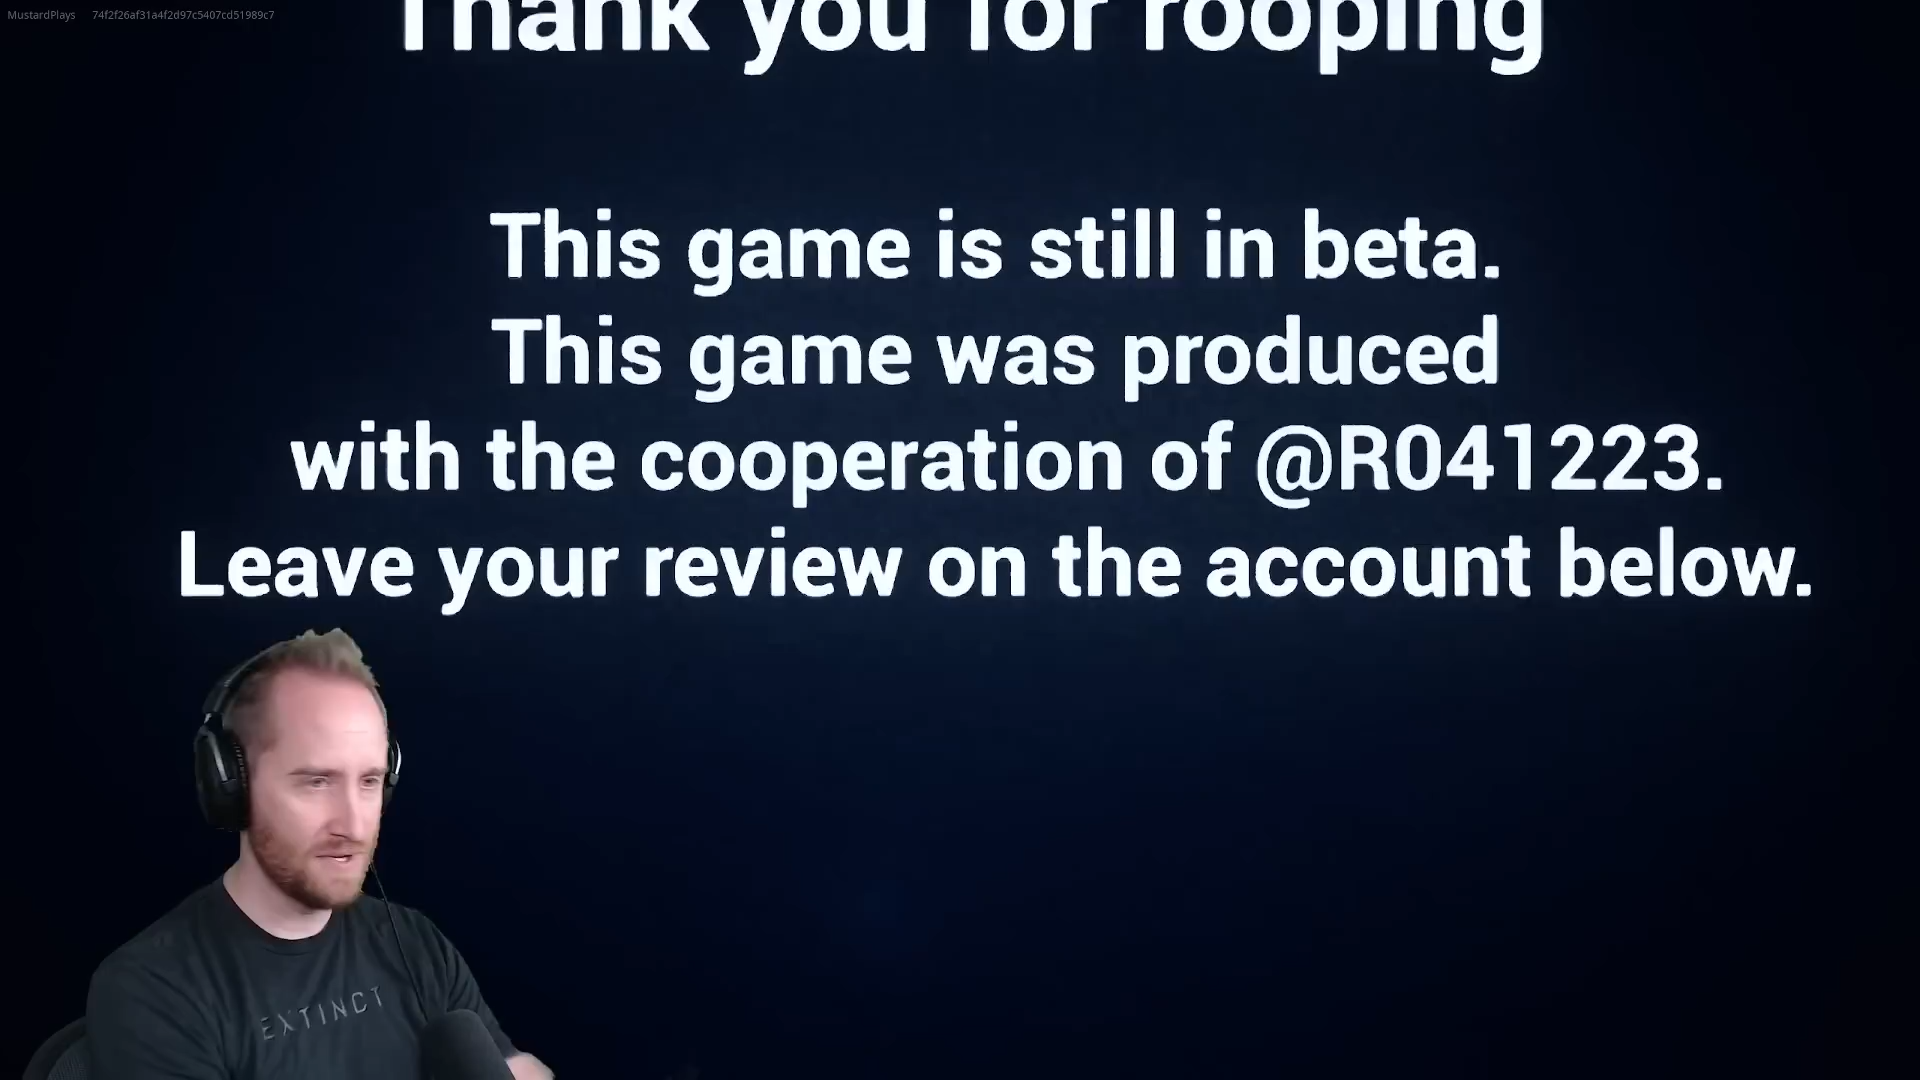 MustardPlays 74f2f26af31a4f2d97c5407cd51989c7
Thank you for rooping
This game is still in beta.
This game was produced
with the cooperation of @R041223.
Leave your review on the account below.
EXTINCT